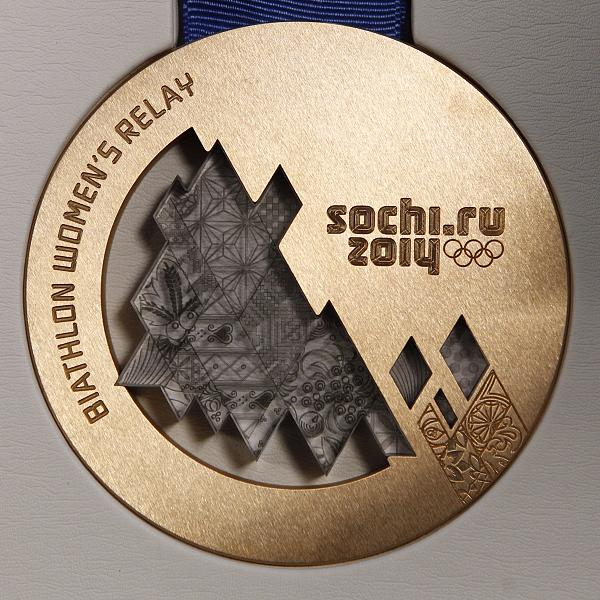 BIATHLON WOMEN'S RELAY
sochi.ru
2014